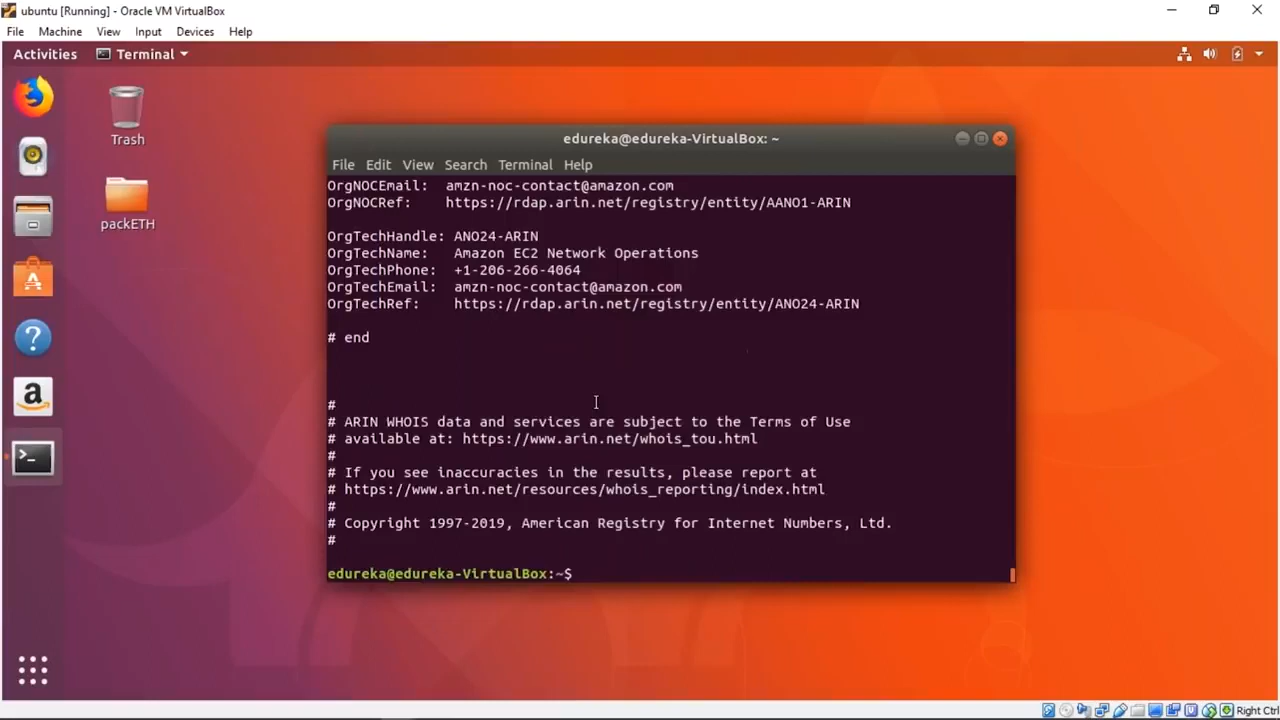 ubuntu [Running] - Oracle VM VirtualBox
File Machine View Input Devices Help
Activities Terminal
Trash
packETH
edureka@edureka-VirtualBox: ~
File Edit View Search Terminal Help
OrgNOCEmail:  amzn-noc-contact@amazon.com
OrgNOCRef:    https://rdap.arin.net/registry/entity/AANO1-ARIN
OrgTechHandle: ANO24-ARIN
OrgTechName:   Amazon EC2 Network Operations
OrgTechPhone:  +1-206-266-4064
OrgTechEmail:  amzn-noc-contact@amazon.com
OrgTechRef:    https://rdap.arin.net/registry/entity/ANO24-ARIN
# end
#
# ARIN WHOIS data and services are subject to the Terms of Use
# available at: https://www.arin.net/whois_tou.html
#
# If you see inaccuracies in the results, please report at
# https://www.arin.net/resources/whois_reporting/index.html
#
# Copyright 1997-2019, American Registry for Internet Numbers, Ltd.
#
edureka@edureka-VirtualBox:~$
Right Ctrl